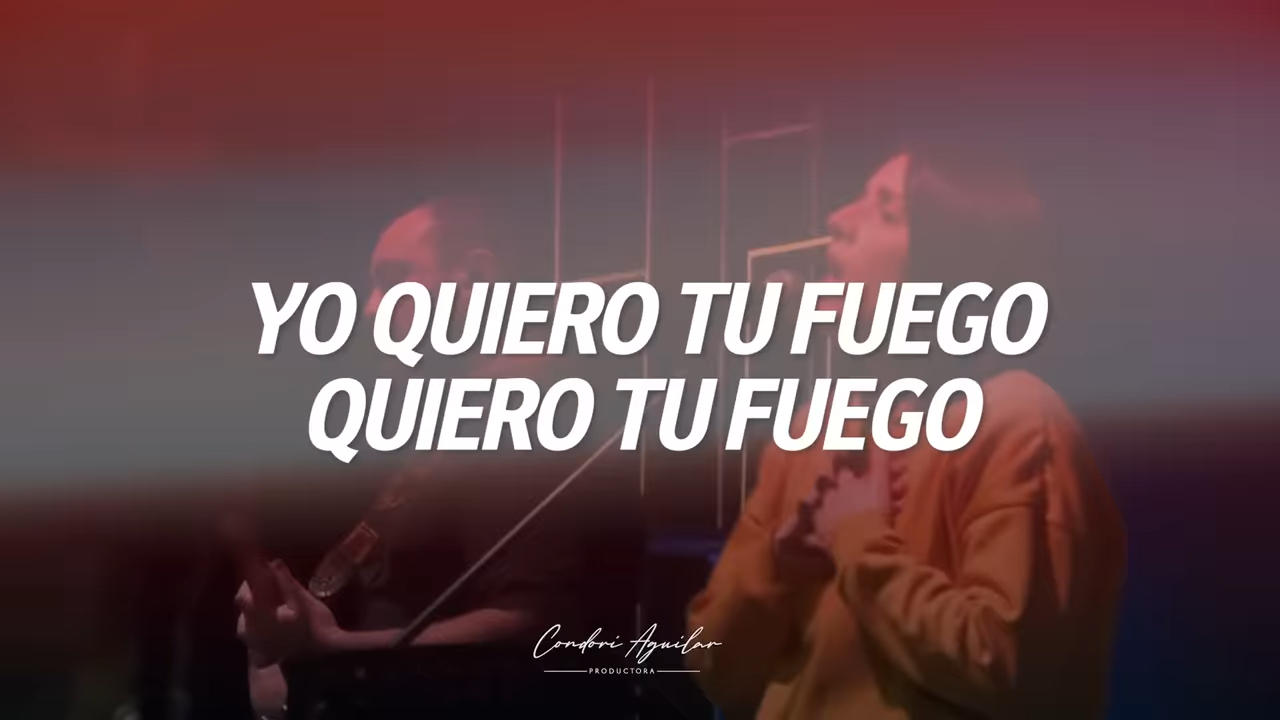 YO QUIERO TU FUEGO
QUIERO TU FUEGO
Condori Aguilar
PRODUCTORA